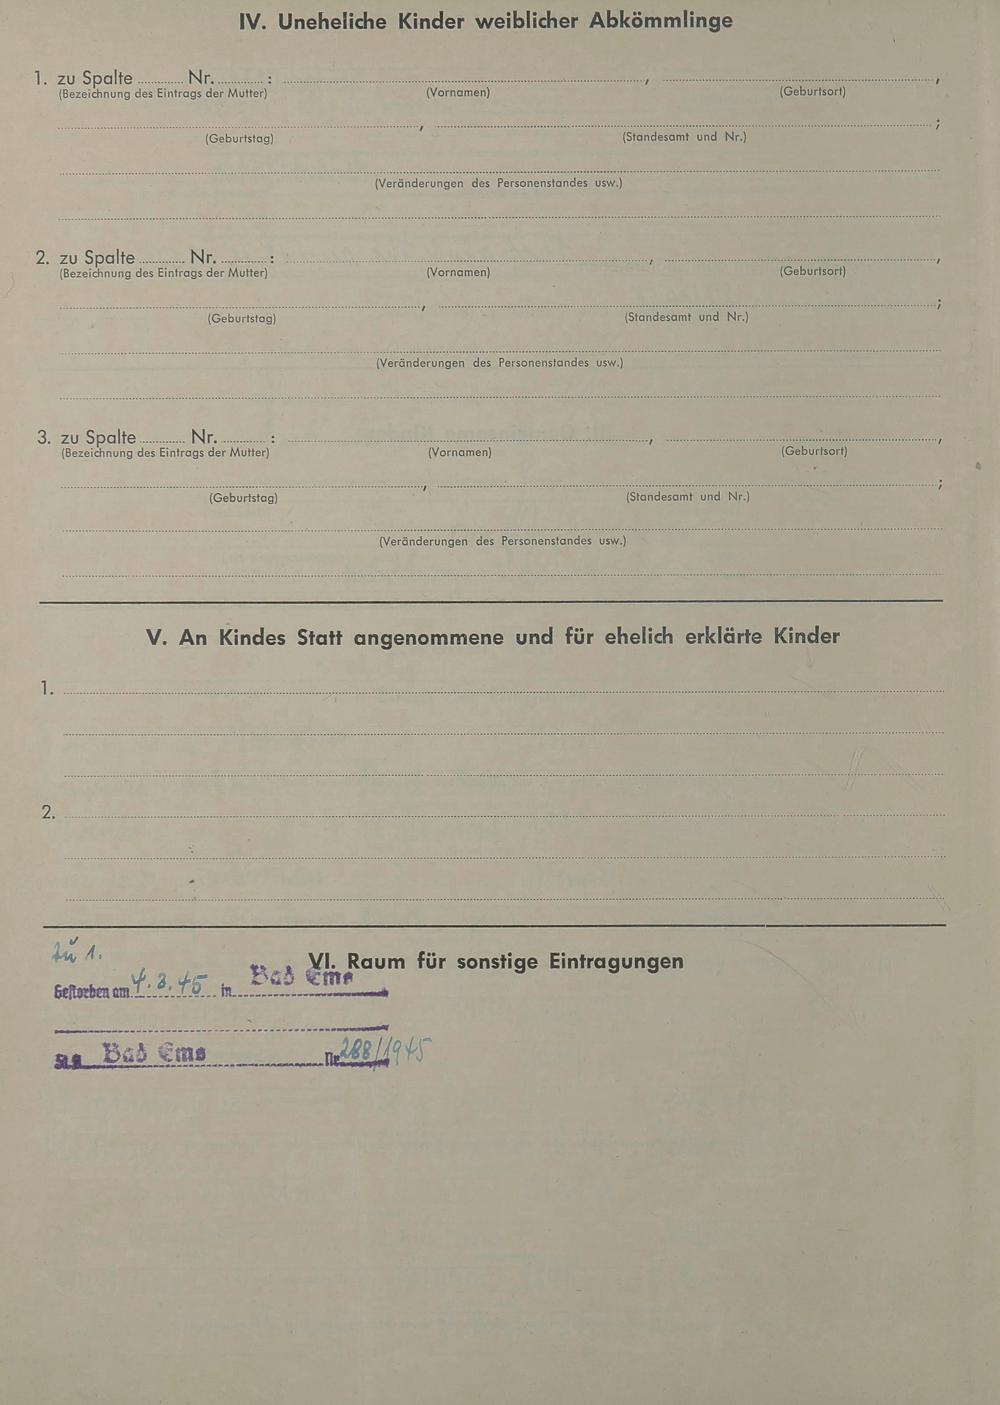 IV. Uneheliche Kinder weiblicher Abkömmlinge
1. zu Spalte ............ Nr. ............ : ............ , ............ ,
(Bezeichnung des Eintrags der Mutter) (Vornamen) (Geburtsort)
............ , ............ ;
(Geburtstag) (Standesamt und Nr.)
(Veränderungen des Personenstandes usw.)
2. zu Spalte ............ Nr. ............ : ............ , ............ ,
(Bezeichnung des Eintrags der Mutter) (Vornamen) (Geburtsort)
............ , ............ ;
(Geburtstag) (Standesamt und Nr.)
(Veränderungen des Personenstandes usw.)
3. zu Spalte ............ Nr. ............ : ............ , ............ ,
(Bezeichnung des Eintrags der Mutter) (Vornamen) (Geburtsort)
............ , ............ ;
(Geburtstag) (Standesamt und Nr.)
(Veränderungen des Personenstandes usw.)
V. An Kindes Statt angenommene und für ehelich erklärte Kinder
1.
2.
zu 1.
VI. Raum für sonstige Eintragungen
Gestorben am 4.3.45 in Bad Ems
Bad Ems Nr. 288/1945